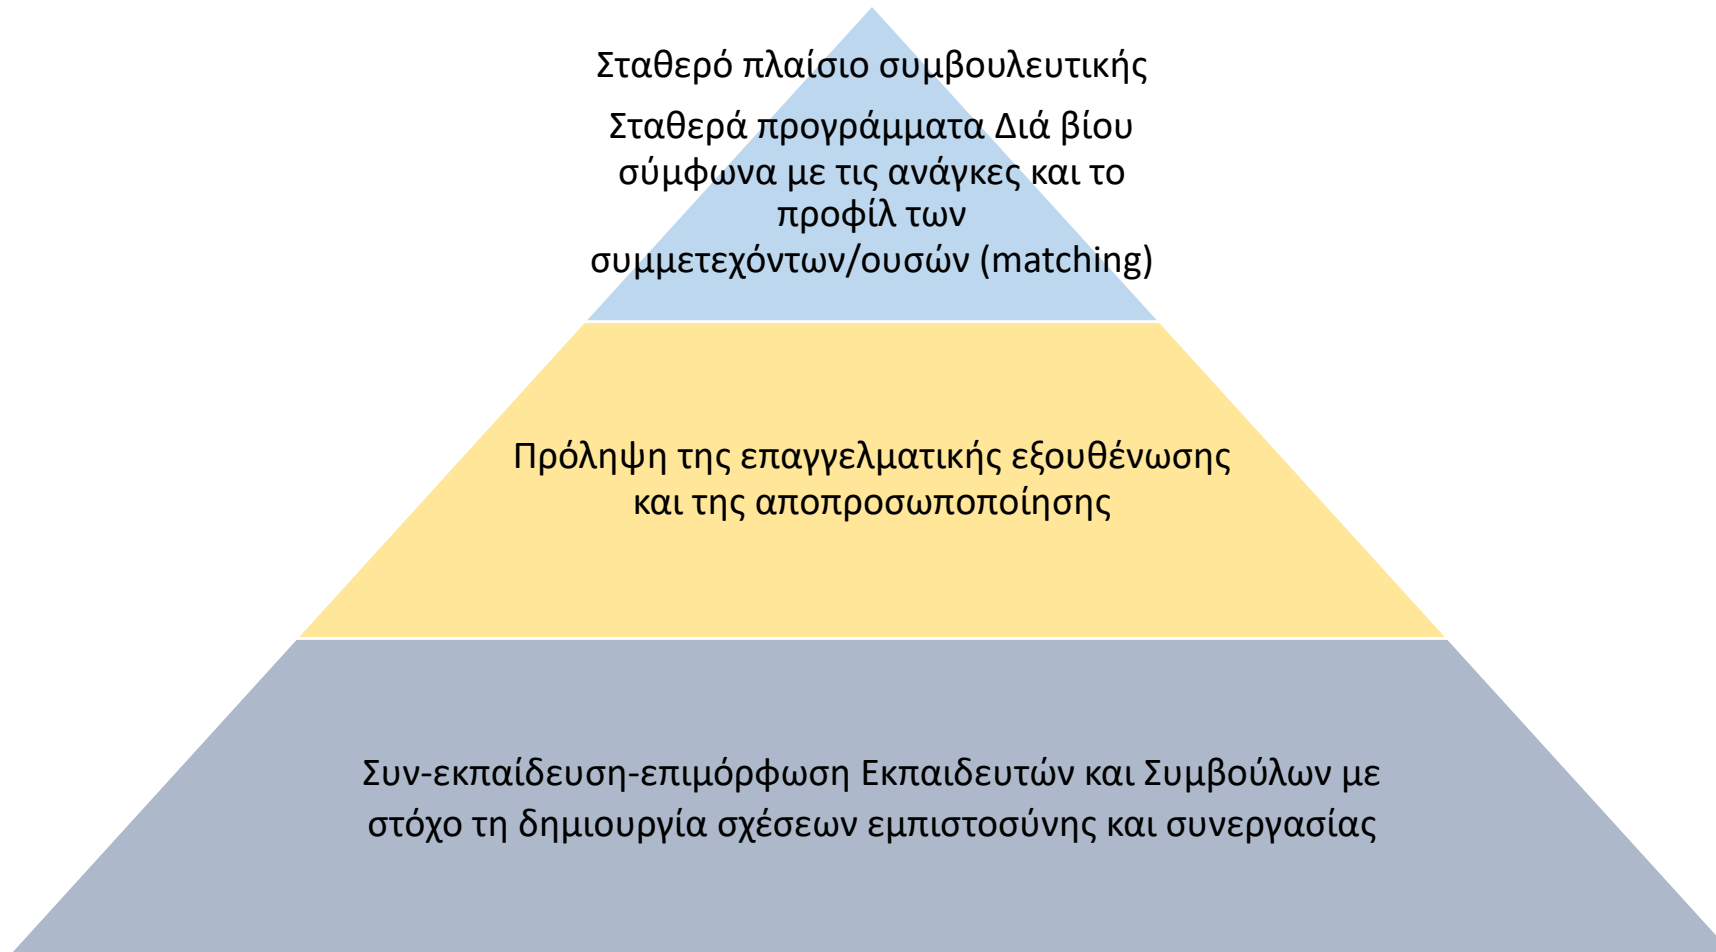 Σταθερό πλαίσιο συμβουλευτικής
Σταθερά προγράμματα Διά βίου
σύμφωνα με τις ανάγκες και το
προφίλ των
συμμετεχόντων/ουσών (matching)
Πρόληψη της επαγγελματικής εξουθένωσης
και της αποπροσωποποίησης
Συν-εκπαίδευση-επιμόρφωση Εκπαιδευτών και Συμβούλων με
στόχο τη δημιουργία σχέσεων εμπιστοσύνης και συνεργασίας